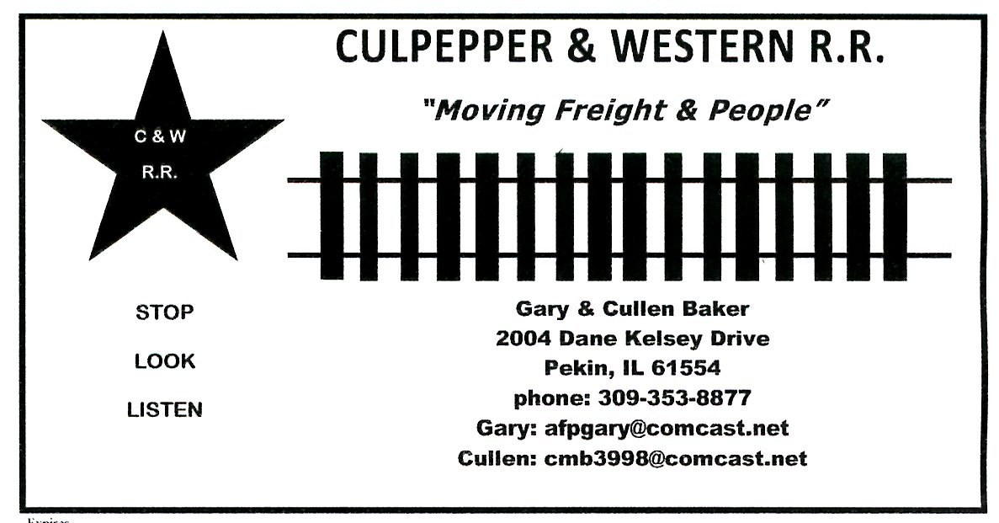 CULPEPPER & WESTERN R.R.
"Moving Freight & People"
C & W
R.R.
STOP
LOOK
LISTEN
Gary & Cullen Baker
2004 Dane Kelsey Drive
Pekin, IL 61554
phone: 309-353-8877
Gary: afpgary@comcast.net
Cullen: cmb3998@comcast.net
Expires